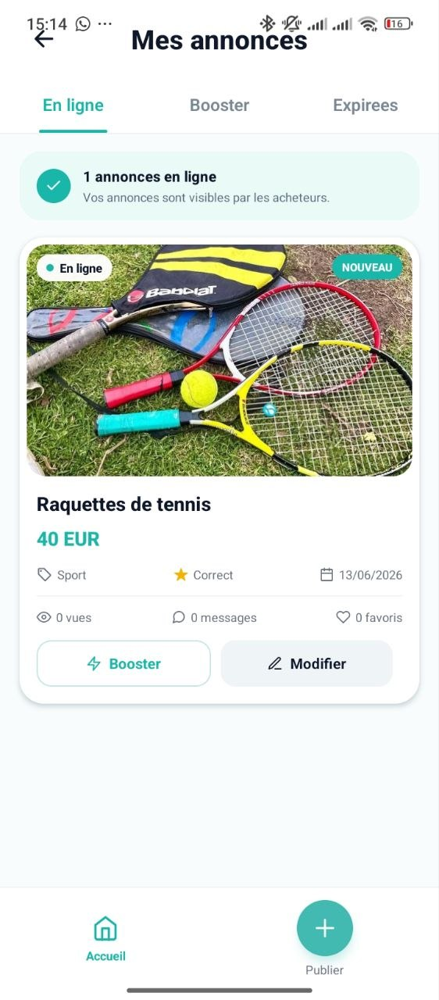 15:14
16
Mes annonces
En ligne Booster Expirees
1 annonces en ligne
Vos annonces sont visibles par les acheteurs.
En ligne
NOUVEAU
BabolaT
Raquettes de tennis
40 EUR
Sport Correct 13/06/2026
0 vues 0 messages 0 favoris
Booster Modifier
Accueil Publier